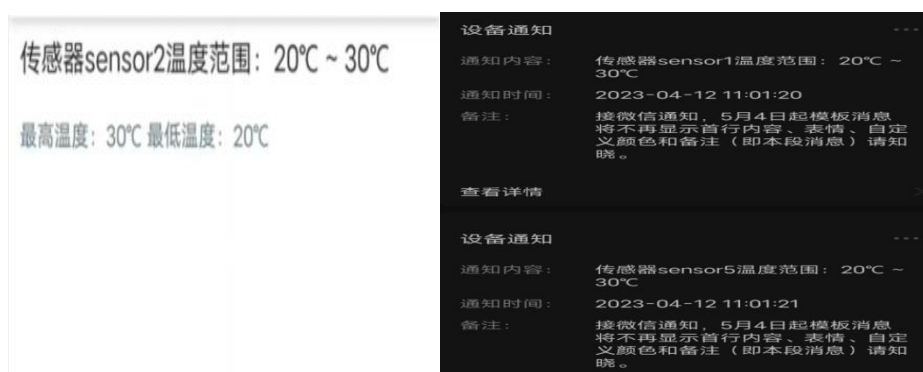 传感器sensor2温度范围：20℃ ~ 30℃
最高温度：30℃ 最低温度：20℃
设备通知
通知内容： 传感器sensor1温度范围：20℃ ~
30℃
通知时间： 2023-04-12 11:01:20
备注： 接微信通知，5月4日起模板消息
将不再显示首行内容、表情、自定
义颜色和备注（即本段消息）请知
晓。
查看详情
设备通知
通知内容： 传感器sensor5温度范围：20℃ ~
30℃
通知时间： 2023-04-12 11:01:21
备注： 接微信通知，5月4日起模板消息
将不再显示首行内容、表情、自定
义颜色和备注（即本段消息）请知
晓。